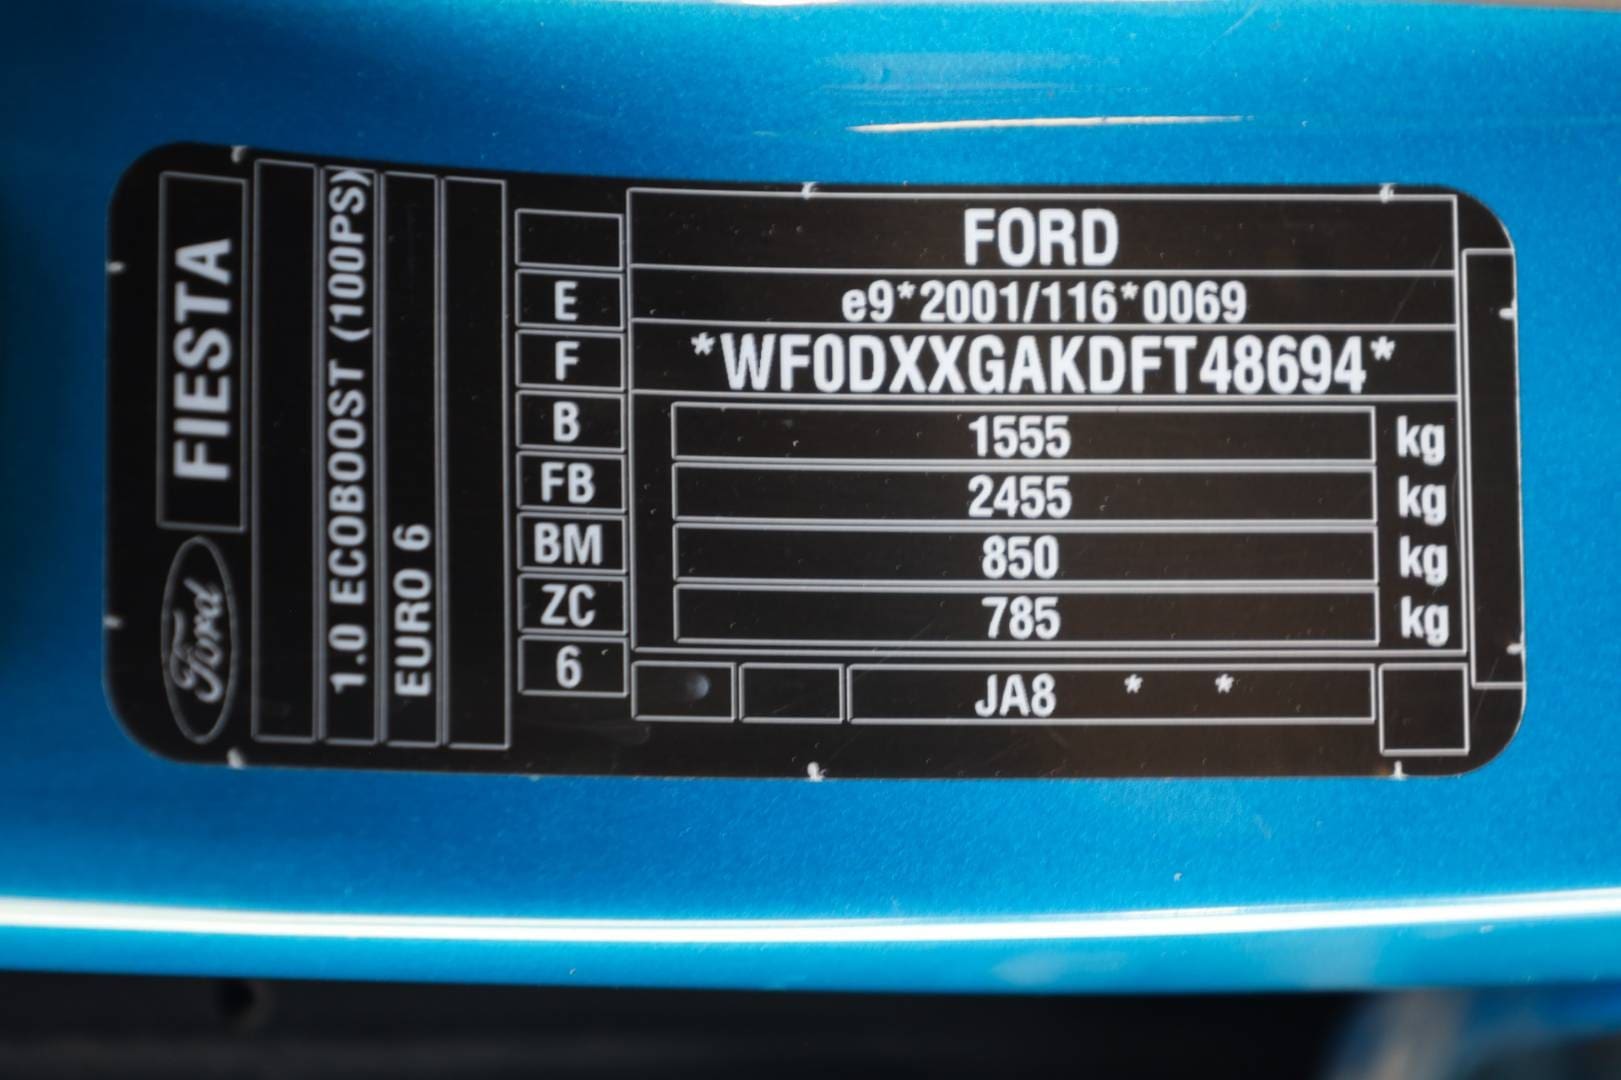 FIESTA
Ford
1.0 ECOBOOST (100PS)
EURO 6
FORD
E e9*2001/116*0069
F *WF0DXXGAKDFT48694*
B 1555 kg
FB 2455 kg
BM 850 kg
ZC 785 kg
6 JA8 * *